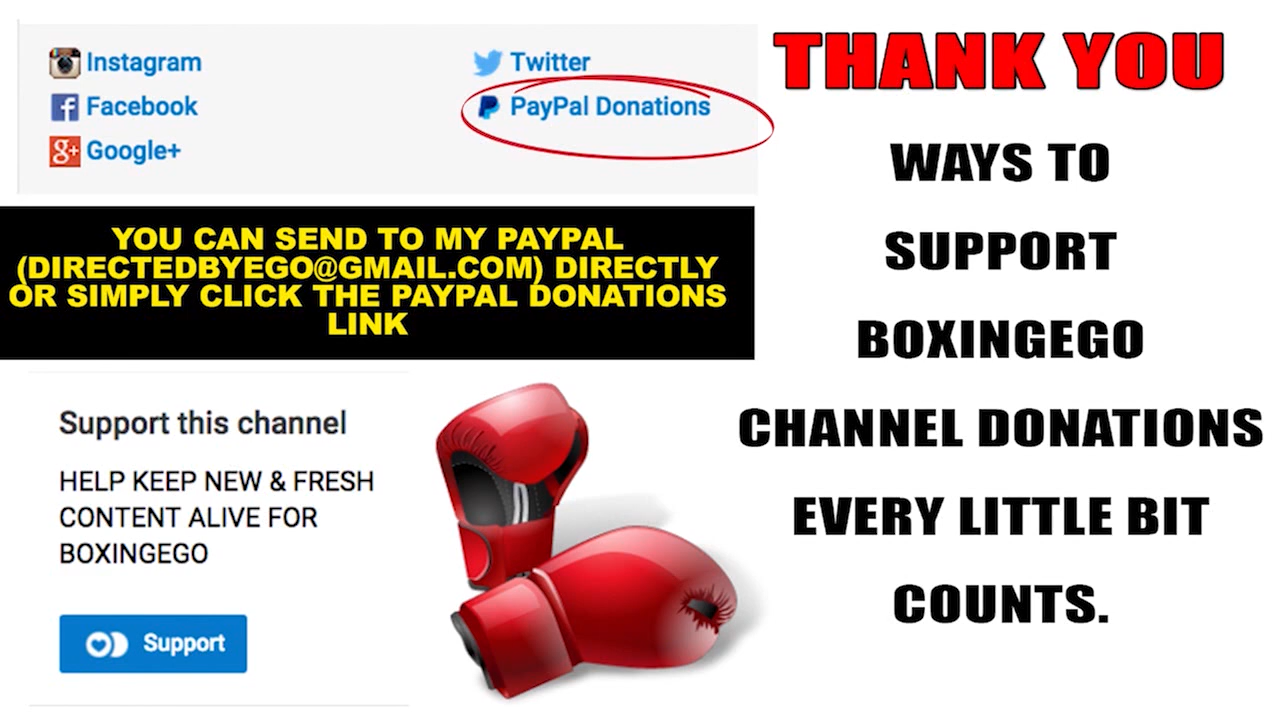 Instagram
Twitter
Facebook
PayPal Donations
Google+
YOU CAN SEND TO MY PAYPAL
(DIRECTEDBYEGO@GMAIL.COM) DIRECTLY
OR SIMPLY CLICK THE PAYPAL DONATIONS
LINK
Support this channel
HELP KEEP NEW & FRESH
CONTENT ALIVE FOR
BOXINGEGO
Support
THANK YOU
WAYS TO
SUPPORT
BOXINGEGO
CHANNEL DONATIONS
EVERY LITTLE BIT
COUNTS.